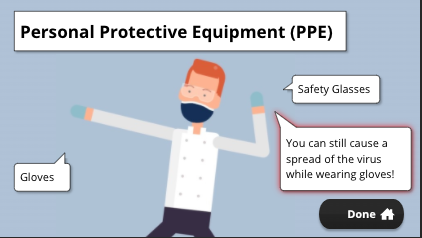 Personal Protective Equipment (PPE)
Safety Glasses
You can still cause a
spread of the virus
while wearing gloves!
Gloves
Done